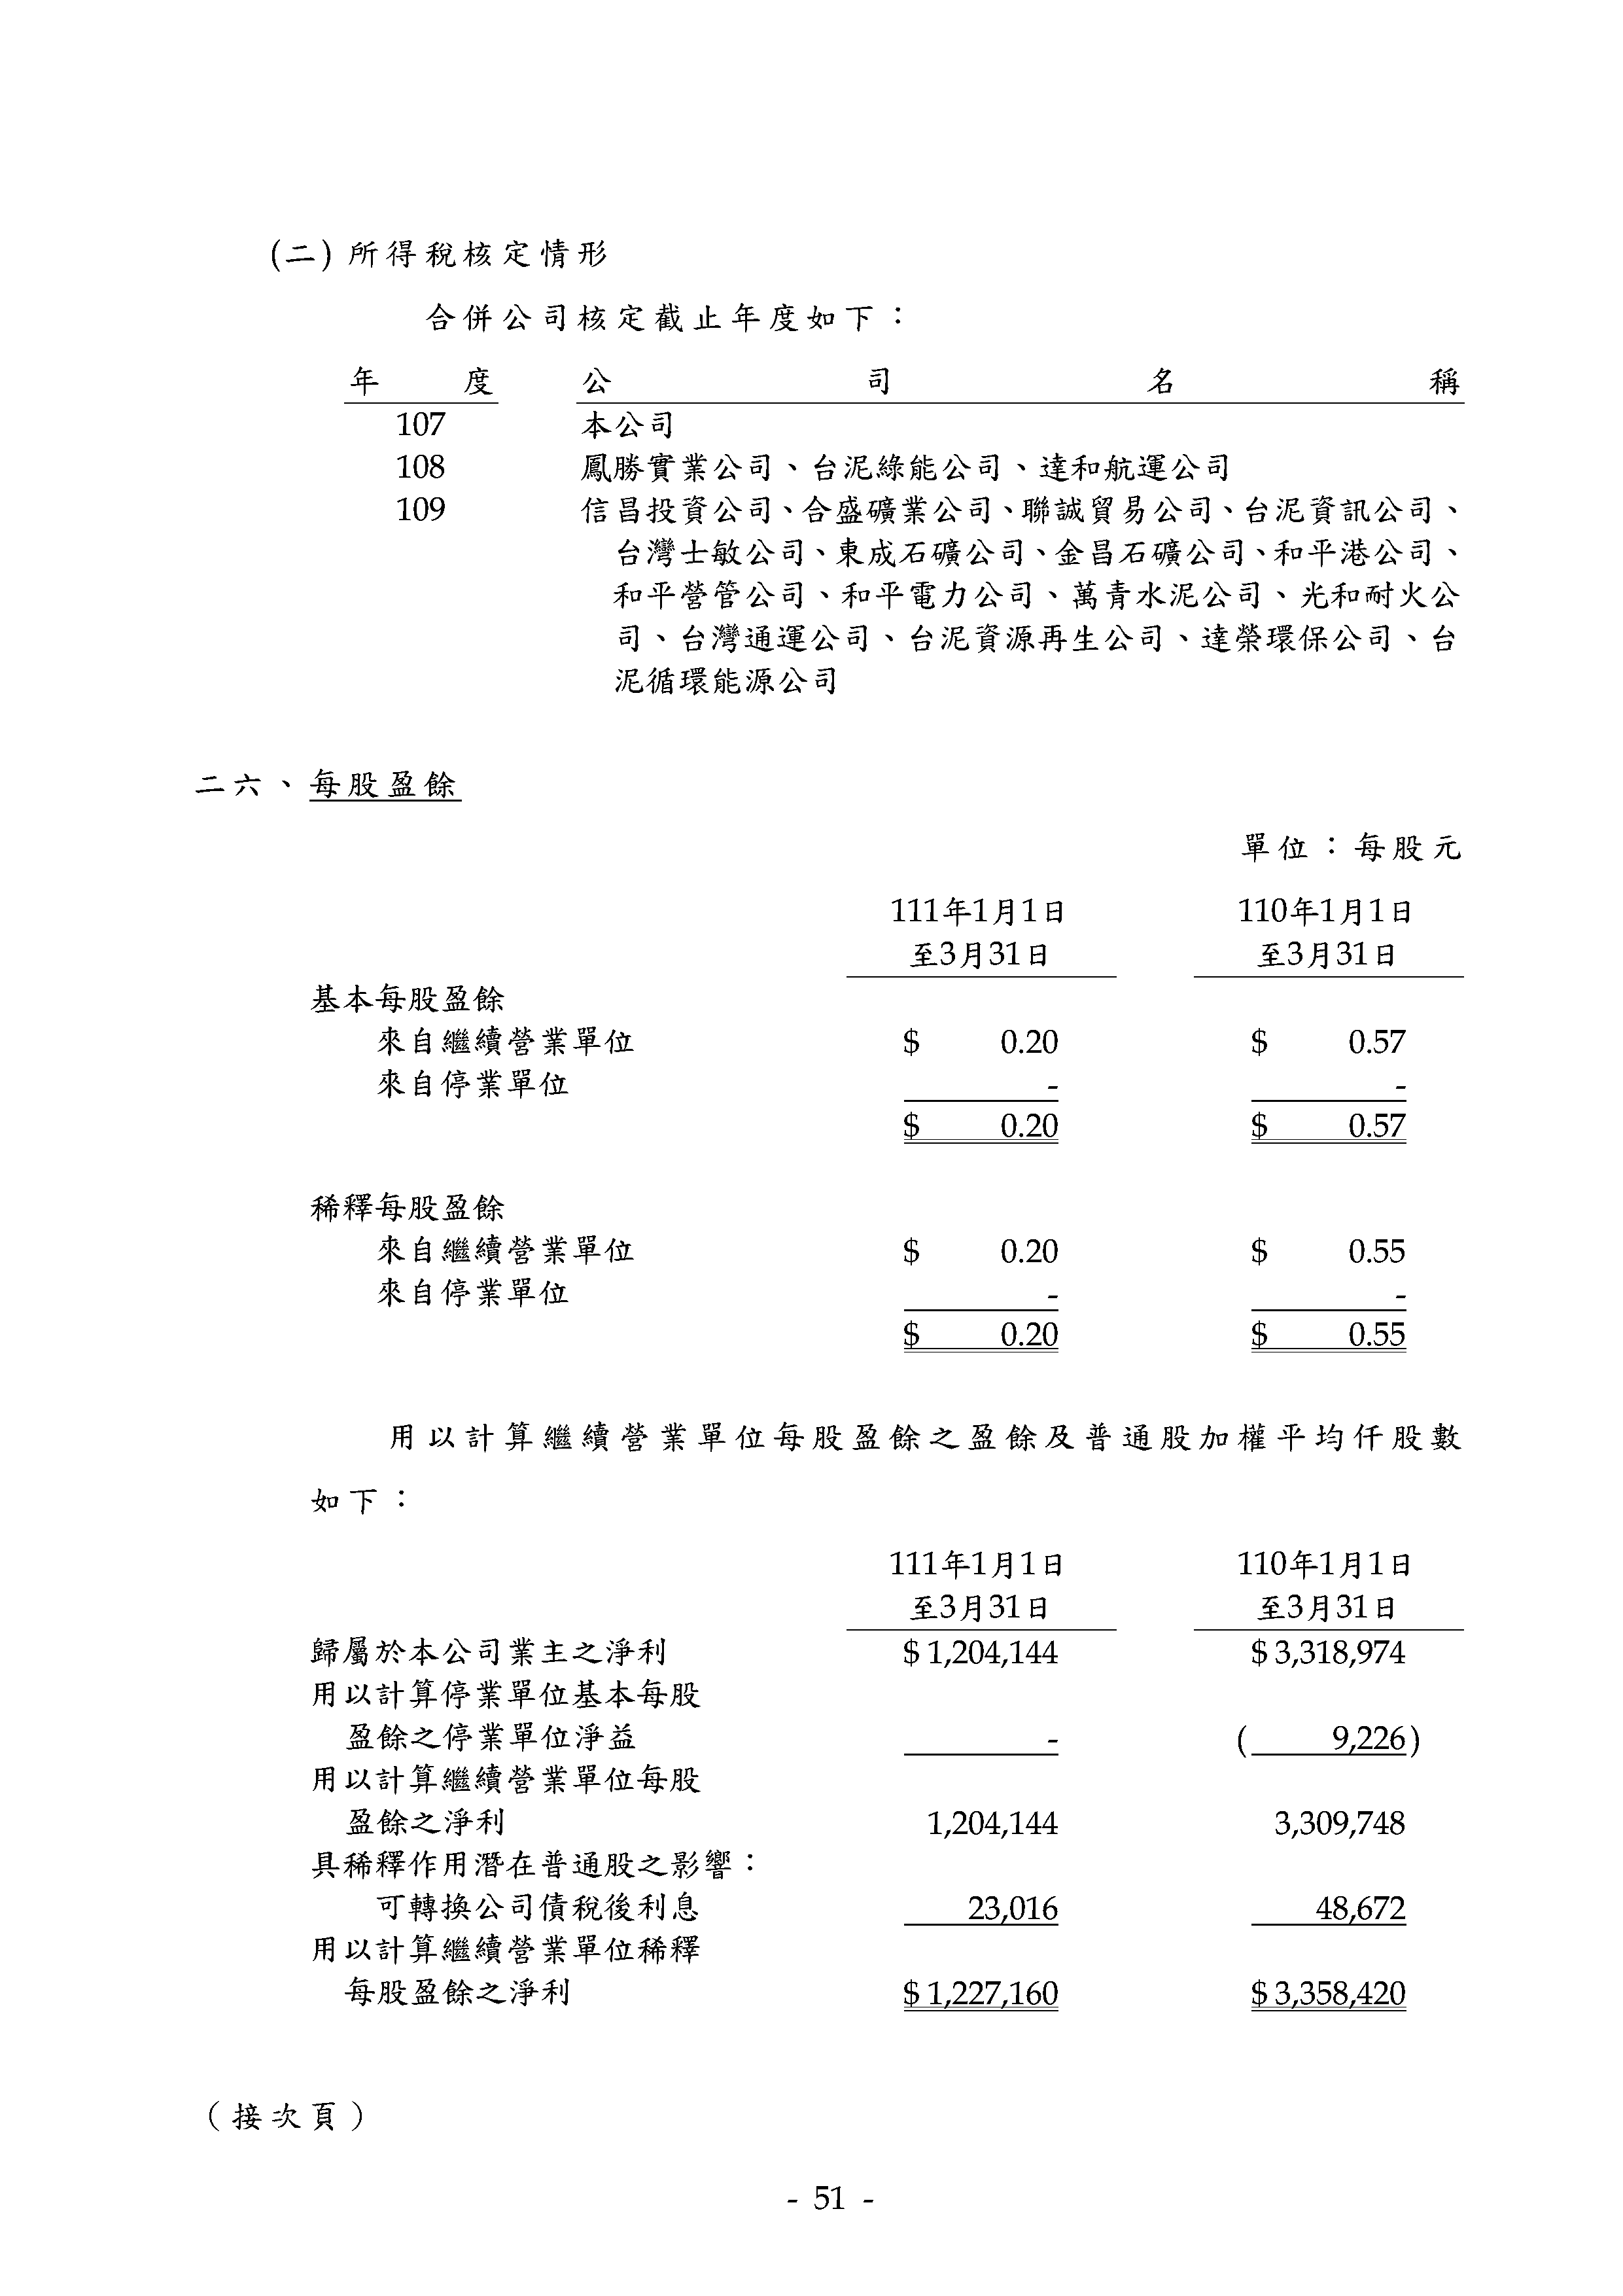 (二) 所得稅核定情形
合併公司核定截止年度如下：
年 度 公 司 名 稱
107 本公司
108 鳳勝實業公司、台泥綠能公司、達和航運公司
109 信昌投資公司、合盛礦業公司、聯誠貿易公司、台泥資訊公司、
台灣士敏公司、東成石礦公司、金昌石礦公司、和平港公司、
和平營管公司、和平電力公司、萬青水泥公司、光和耐火公
司、台灣通運公司、台泥資源再生公司、達榮環保公司、台
泥循環能源公司
二六、每股盈餘
單位：每股元
111年1月1日 110年1月1日
至3月31日 至3月31日
基本每股盈餘
來自繼續營業單位 $ 0.20 $ 0.57
來自停業單位 - -
$ 0.20 $ 0.57
稀釋每股盈餘
來自繼續營業單位 $ 0.20 $ 0.55
來自停業單位 - -
$ 0.20 $ 0.55
用以計算繼續營業單位每股盈餘之盈餘及普通股加權平均仟股數
如下：
111年1月1日 110年1月1日
至3月31日 至3月31日
歸屬於本公司業主之淨利 $ 1,204,144 $ 3,318,974
用以計算停業單位基本每股
盈餘之停業單位淨益 - ( 9,226)
用以計算繼續營業單位每股
盈餘之淨利 1,204,144 3,309,748
具稀釋作用潛在普通股之影響：
可轉換公司債稅後利息 23,016 48,672
用以計算繼續營業單位稀釋
每股盈餘之淨利 $ 1,227,160 $ 3,358,420
（接次頁）
- 51 -